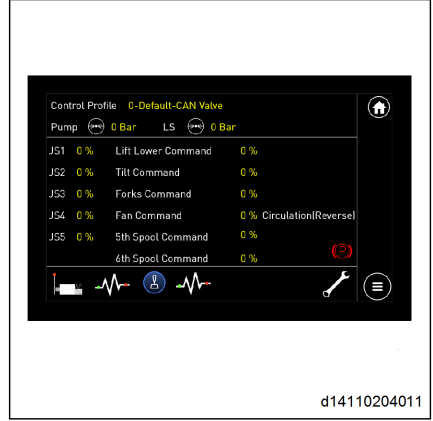 Control Profile 0-Default-CAN Valve
Pump 0 Bar LS 0 Bar
JS1 0 % Lift Lower Command 0 %
JS2 0 % Tilt Command 0 %
JS3 0 % Forks Command 0 %
JS4 0 % Fan Command 0 % Circulation(Reverse)
JS5 0 % 5th Spool Command 0 %
(P)
6th Spool Command 0 %
d14110204011